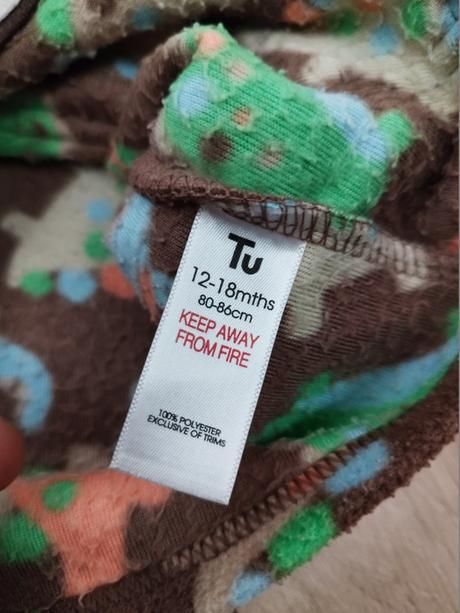 Tu
12-18mths
80-86cm
KEEP AWAY
FROM FIRE
100% POLYESTER
EXCLUSIVE OF TRIMS